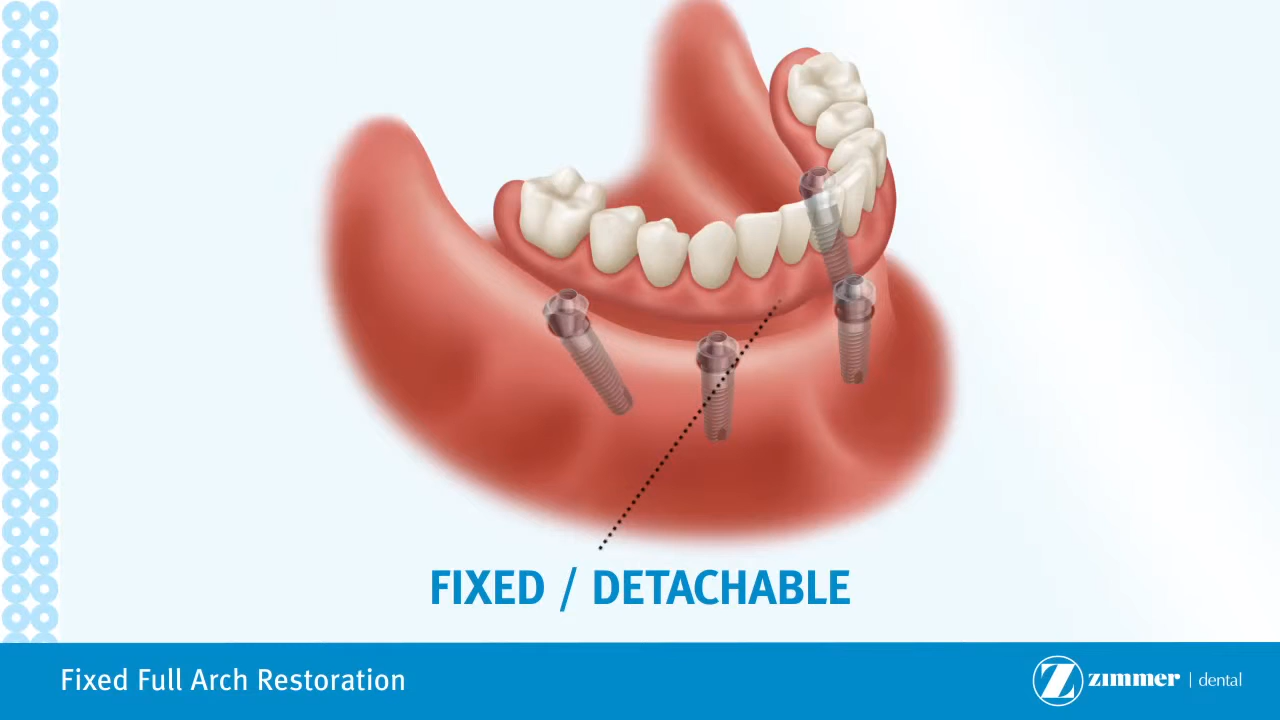 FIXED / DETACHABLE
Fixed Full Arch Restoration
Z zimmer | dental